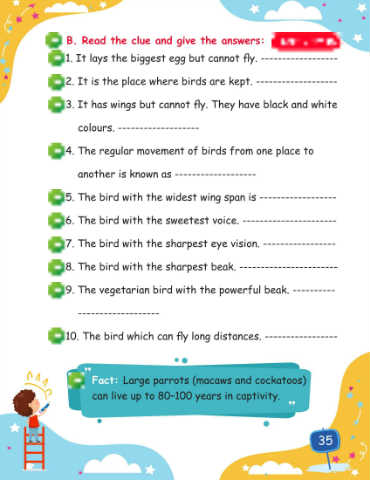 B. Read the clue and give the answers:
1. It lays the biggest egg but cannot fly. -------------------
2. It is the place where birds are kept. --------------------
3. It has wings but cannot fly. They have black and white
colours. --------------------
4. The regular movement of birds from one place to
another is known as --------------------
5. The bird with the widest wing span is -------------------
6. The bird with the sweetest voice. -----------------------
7. The bird with the sharpest eye vision. ------------------
8. The bird with the sharpest beak. ------------------------
9. The vegetarian bird with the powerful beak. ----------
--------------------
10. The bird which can fly long distances. ------------------
"Fact: Large parrots (macaws and cockatoos)
can live up to 80-100 years in captivity. "
35